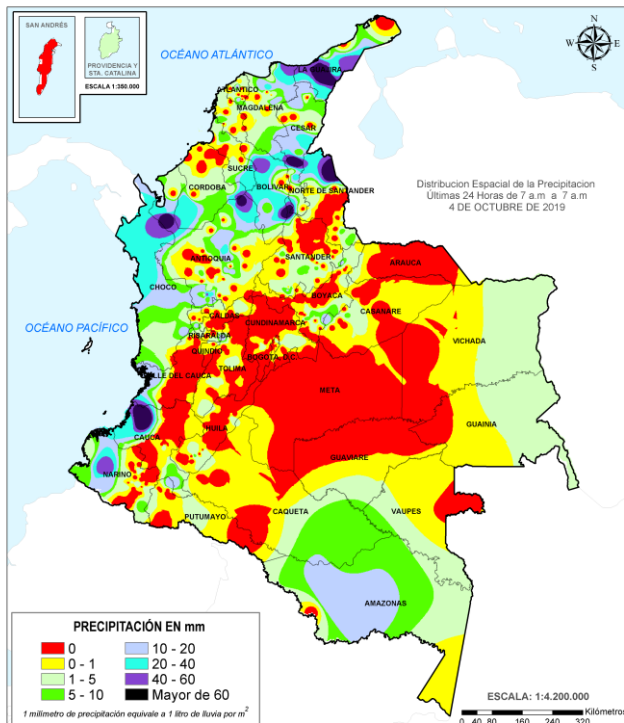 SAN ANDRÉS
PROVIDENCIA Y
STA. CATALINA
ESCALA 1:380.000
OCÉANO ATLÁNTICO
N
W E
S
LA GUAJIRA
ATLANTICO
MAGDALENA
CESAR
SUCRE
CORDOBA
BOLIVAR
NORTE DE SANTANDER
Distribucion Espacial de la Precipitacion
Últimas 24 Horas de 7 a.m a 7 a.m
4 DE OCTUBRE DE 2019
ANTIOQUIA
SANTANDER
ARAUCA
CHOCO
BOYACA
CASANARE
OCÉANO PACÍFICO
CALDAS
CUNDINAMARCA
RISARALDA
VICHADA
QUINDIO
BOGOTA, D.C.
TOLIMA
VALLE DEL CAUCA
META
GUAINIA
CAUCA
HUILA
GUAVIARE
NARIÑO
PUTUMAYO
CAQUETA
VAUPES
AMAZONAS
PRECIPITACIÓN EN mm
0 10 - 20
0 - 1 20 - 40
1 - 5 40 - 60
5 - 10 Mayor de 60
1 milimetro de precipitación equivale a 1 litro de lluvia por m²
ESCALA: 1:4.200.000
Kilómetros
0 40 80 160 240 320